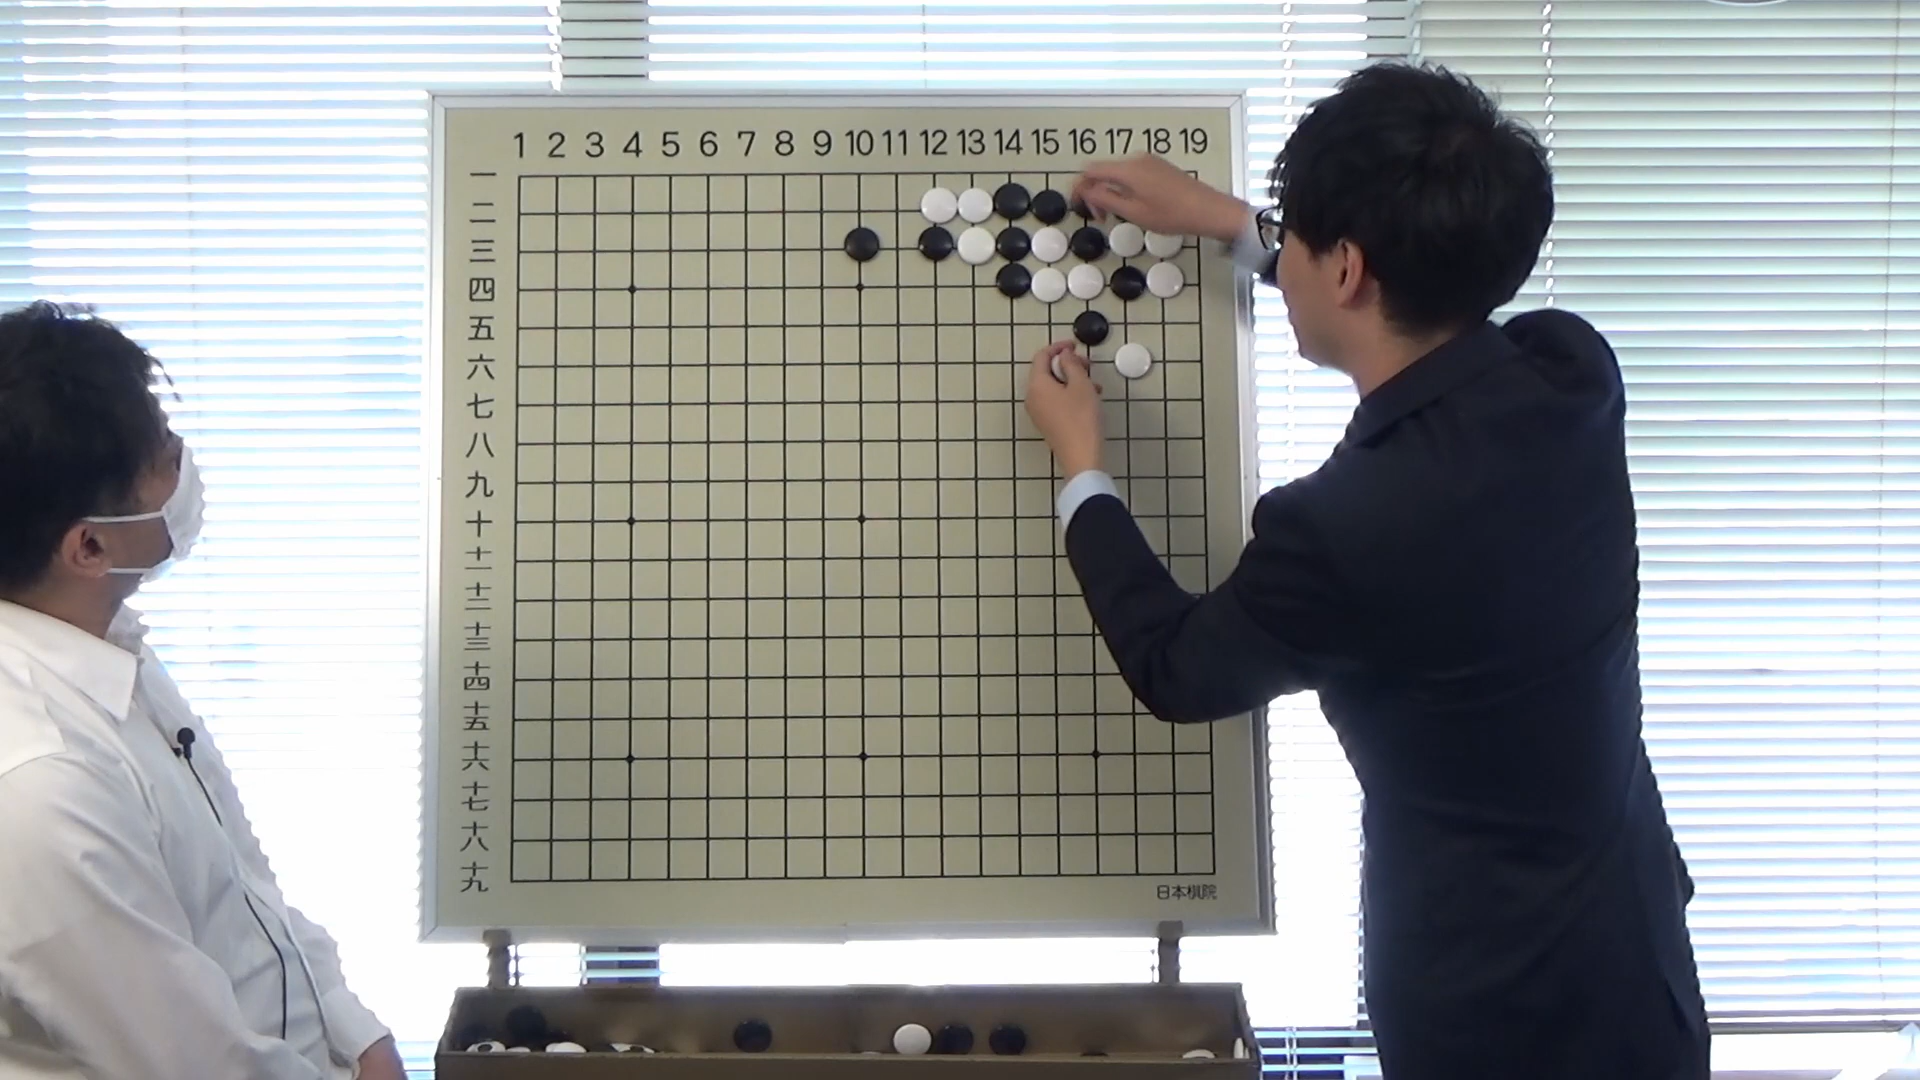 1 2 3 4 5 6 7 8 9 10 11 12 13 14 15 16 17 18 19
一
二
三
四
五
六
七
八
九
十
十一
十二
十三
十四
十五
十六
十七
十八
十九
日本棋院